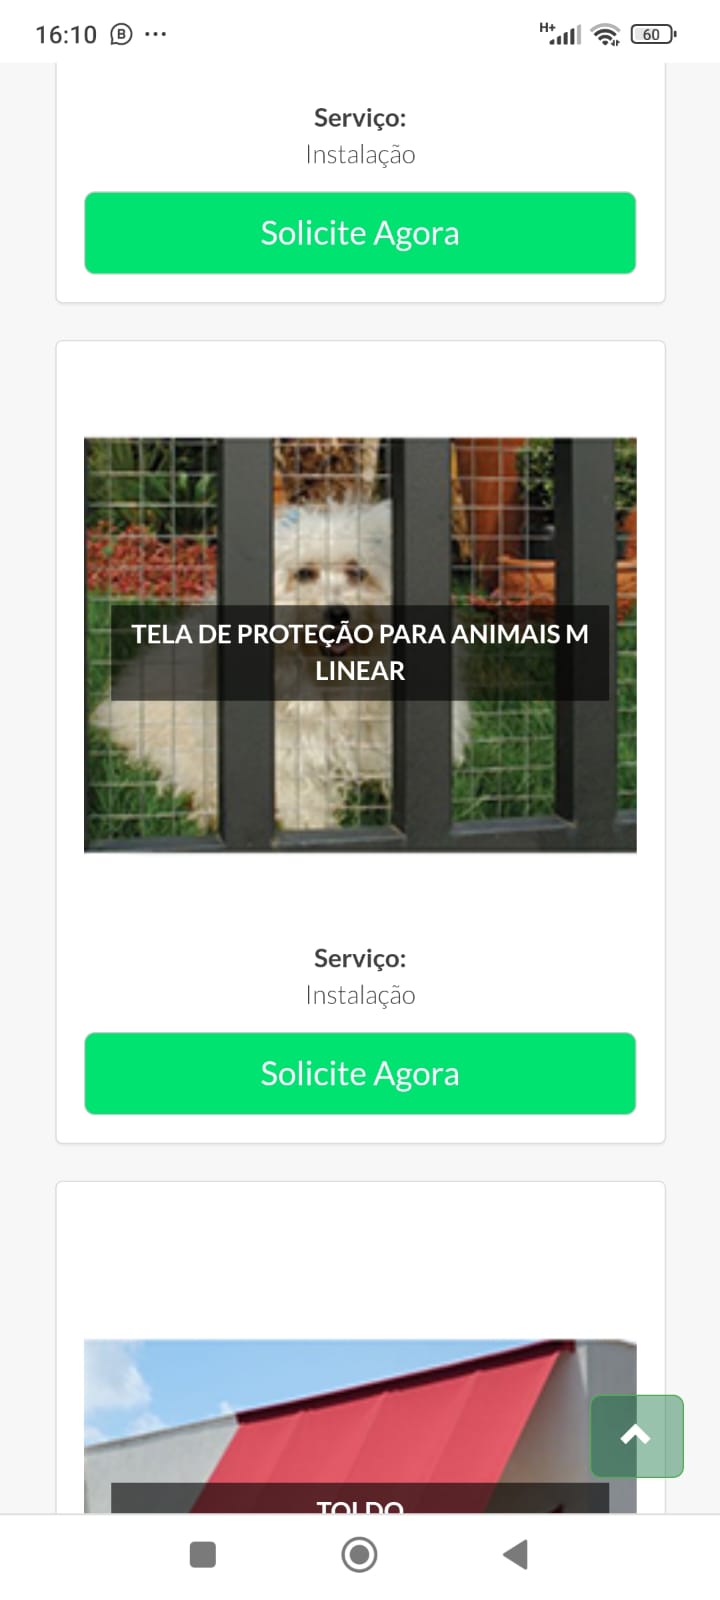 16:10
H+
60
Serviço:
Instalação
Solicite Agora
TELA DE PROTEÇÃO PARA ANIMAIS M
LINEAR
Serviço:
Instalação
Solicite Agora
TOLDO